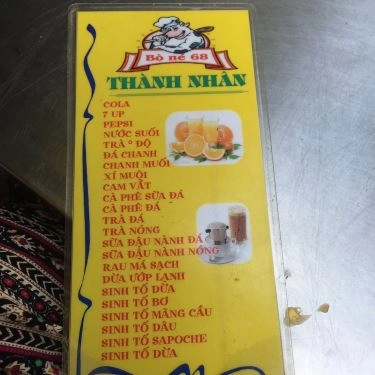 Bò né 68
THÀNH NHÂN
COLA
7 UP
PEPSI
NƯỚC SUỐI
TRÀ ° ĐỘ
ĐÁ CHANH
CHANH MUỐI
XÍ MUỘI
CAM VẮT
CÀ PHÊ SỮA ĐÁ
CÀ PHÊ ĐÁ
TRÀ ĐÁ
TRÀ NÓNG
SỮA ĐẬU NÀNH ĐÁ
SỮA ĐẬU NÀNH NÓNG
RAU MÁ SẠCH
DỪA ƯỚP LẠNH
SINH TỐ DỪA
SINH TỐ BƠ
SINH TỐ MÃNG CẦU
SINH TỐ DÂU
SINH TỐ SAPOCHE
SINH TỐ DỪA